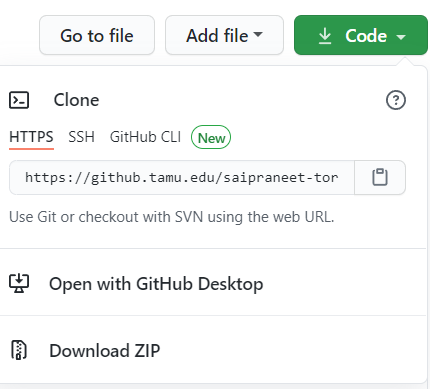 Go to file Add file Code
Clone
HTTPS SSH GitHub CLI New
https://github.tamu.edu/saipraneet-tor
Use Git or checkout with SVN using the web URL.
Open with GitHub Desktop
Download ZIP